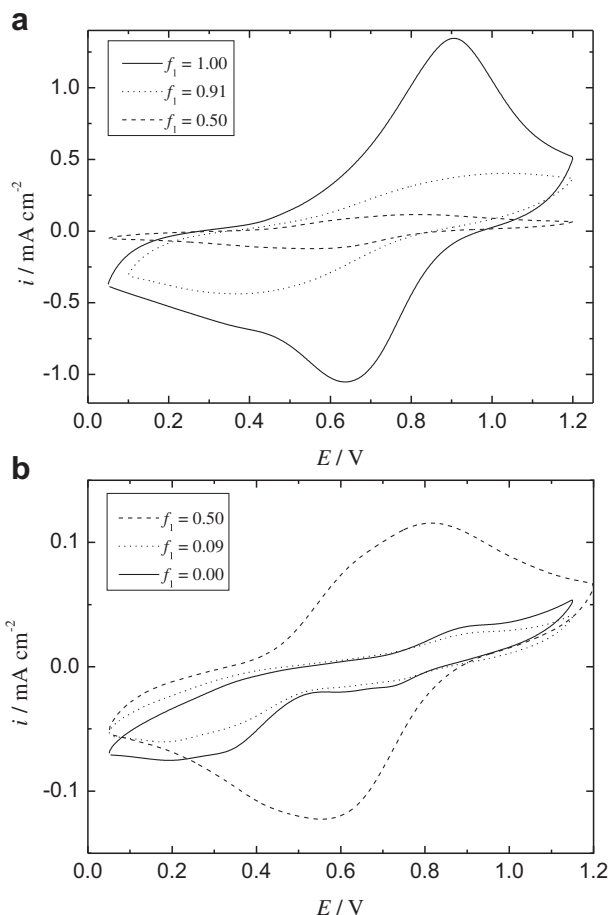 a
f₁ = 1.00
f₁ = 0.91
f₁ = 0.50
1.0
0.5
0.0
-0.5
-1.0
i / mA cm⁻²
0.0 0.2 0.4 0.6 0.8 1.0 1.2
E / V
b
f₁ = 0.50
f₁ = 0.09
f₁ = 0.00
0.1
0.0
-0.1
i / mA cm⁻²
0.0 0.2 0.4 0.6 0.8 1.0 1.2
E / V